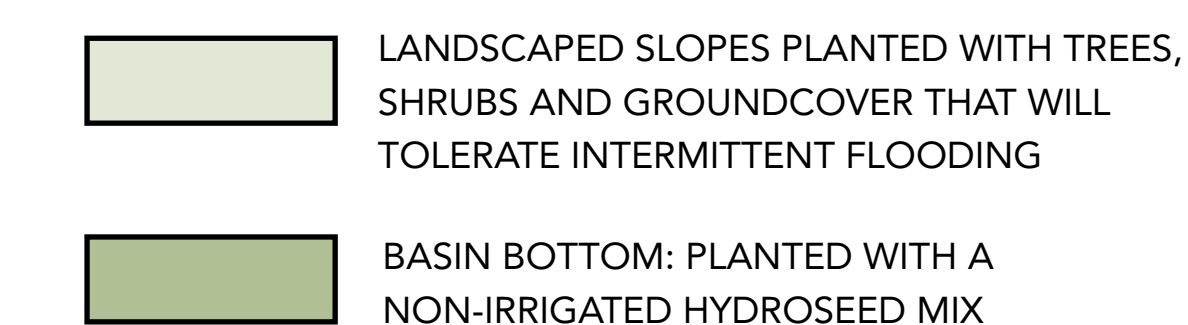 LANDSCAPED SLOPES PLANTED WITH TREES,
SHRUBS AND GROUNDCOVER THAT WILL
TOLERATE INTERMITTENT FLOODING
BASIN BOTTOM: PLANTED WITH A
NON-IRRIGATED HYDROSEED MIX